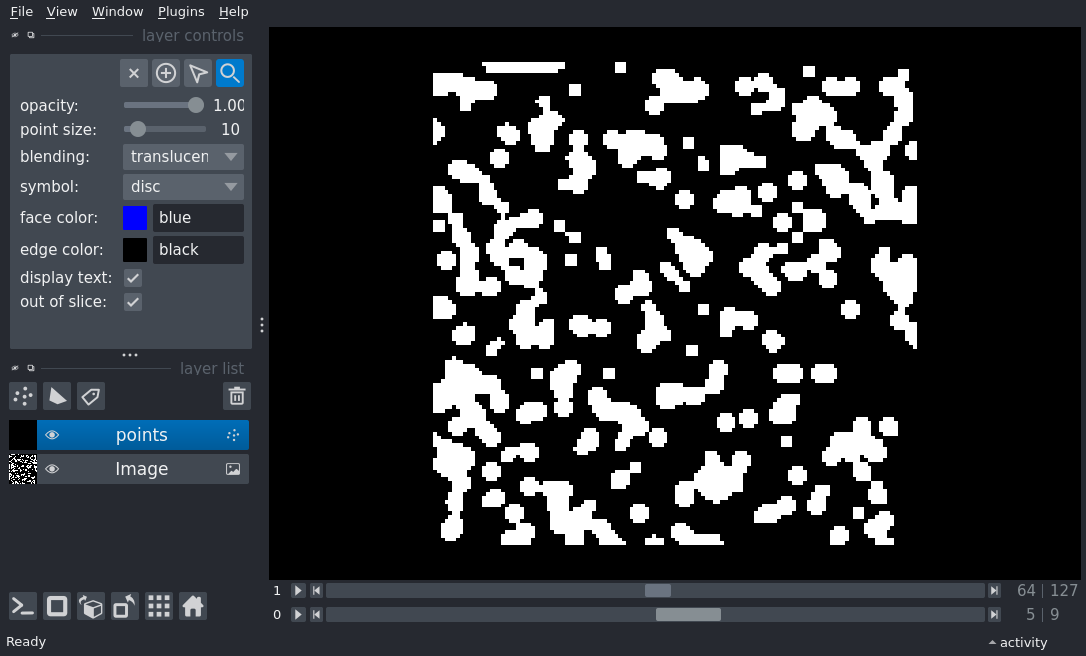 File View Window Plugins Help
layer controls
opacity: 1.00
point size: 10
blending: translucen
symbol: disc
face color: blue
edge color: black
display text:
out of slice:
layer list
points
Image
1 64 127
0 5 9
Ready activity